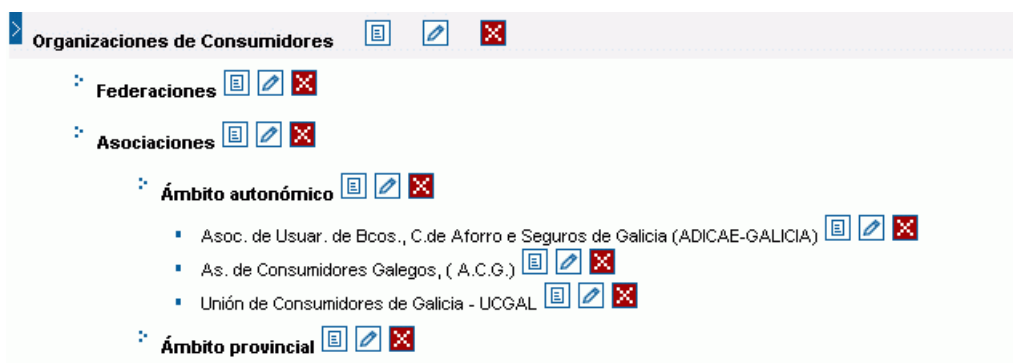 Organizaciones de Consumidores
Federaciones
Asociaciones
Ámbito autonómico
Asoc. de Usuar. de Bcos., C.de Aforro e Seguros de Galicia (ADICAE-GALICIA)
As. de Consumidores Galegos, ( A.C.G.)
Unión de Consumidores de Galicia - UCGAL
Ámbito provincial